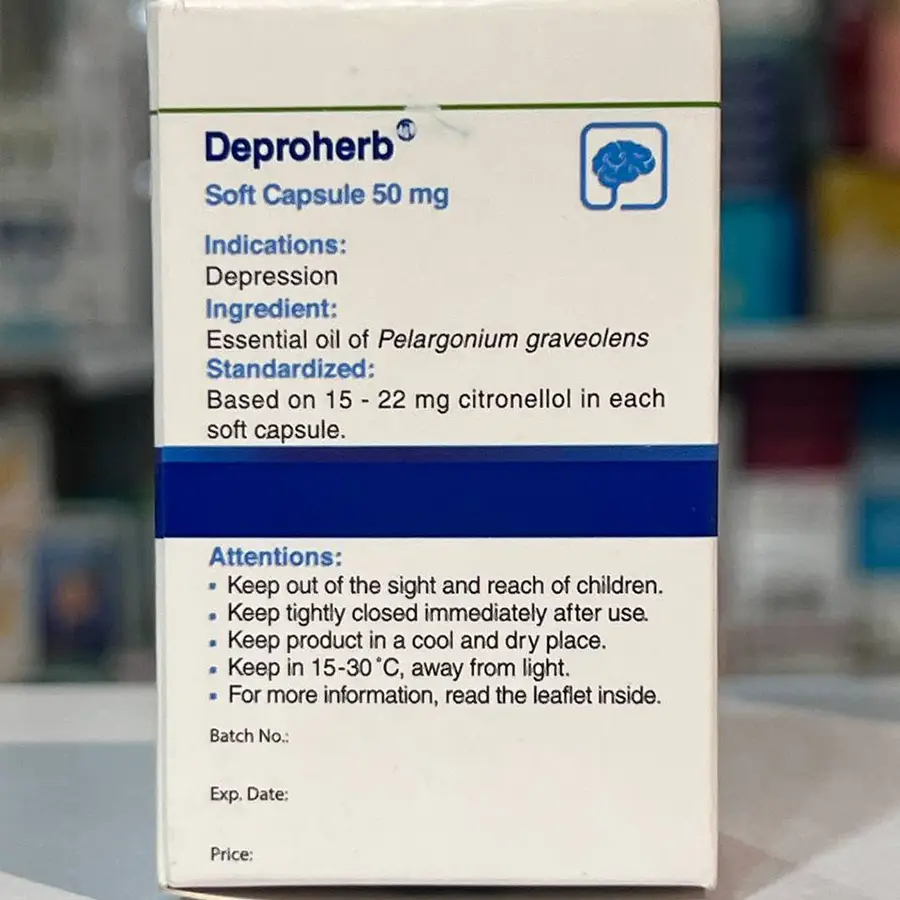 Deproherb
Soft Capsule 50 mg
Indications:
Depression
Ingredient:
Essential oil of Pelargonium graveolens
Standardized:
Based on 15 - 22 mg citronellol in each
soft capsule.
Attentions:
▪ Keep out of the sight and reach of children.
▪ Keep tightly closed immediately after use.
▪ Keep product in a cool and dry place.
▪ Keep in 15-30 °C, away from light.
▪ For more information, read the leaflet inside.
Batch No.:
Exp. Date:
Price: